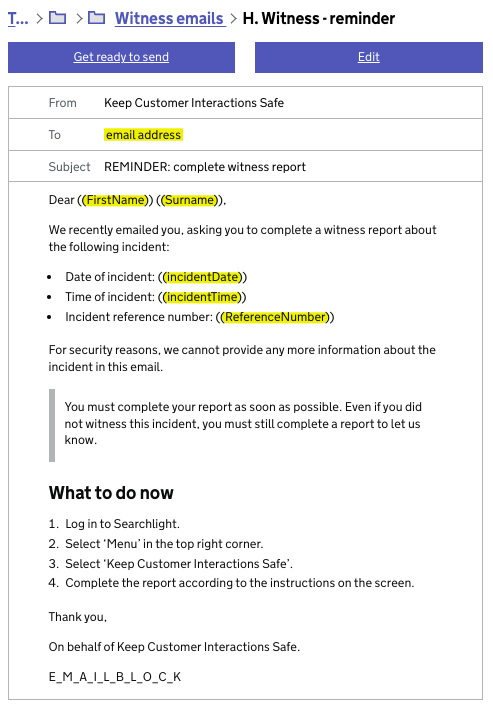 T... > > Witness emails > H. Witness - reminder
Get ready to send Edit
From Keep Customer Interactions Safe
To email address
Subject REMINDER: complete witness report
Dear ((FirstName)) ((Surname)),
We recently emailed you, asking you to complete a witness report about
the following incident:
• Date of incident: ((incidentDate))
• Time of incident: ((incidentTime))
• Incident reference number: ((ReferenceNumber))
For security reasons, we cannot provide any more information about the
incident in this email.
You must complete your report as soon as possible. Even if you did
not witness this incident, you must still complete a report to let us
know.
What to do now
1. Log in to Searchlight.
2. Select ‘Menu’ in the top right corner.
3. Select ‘Keep Customer Interactions Safe’.
4. Complete the report according to the instructions on the screen.
Thank you,
On behalf of Keep Customer Interactions Safe.
E_M_A_I_L_B_L_O_C_K